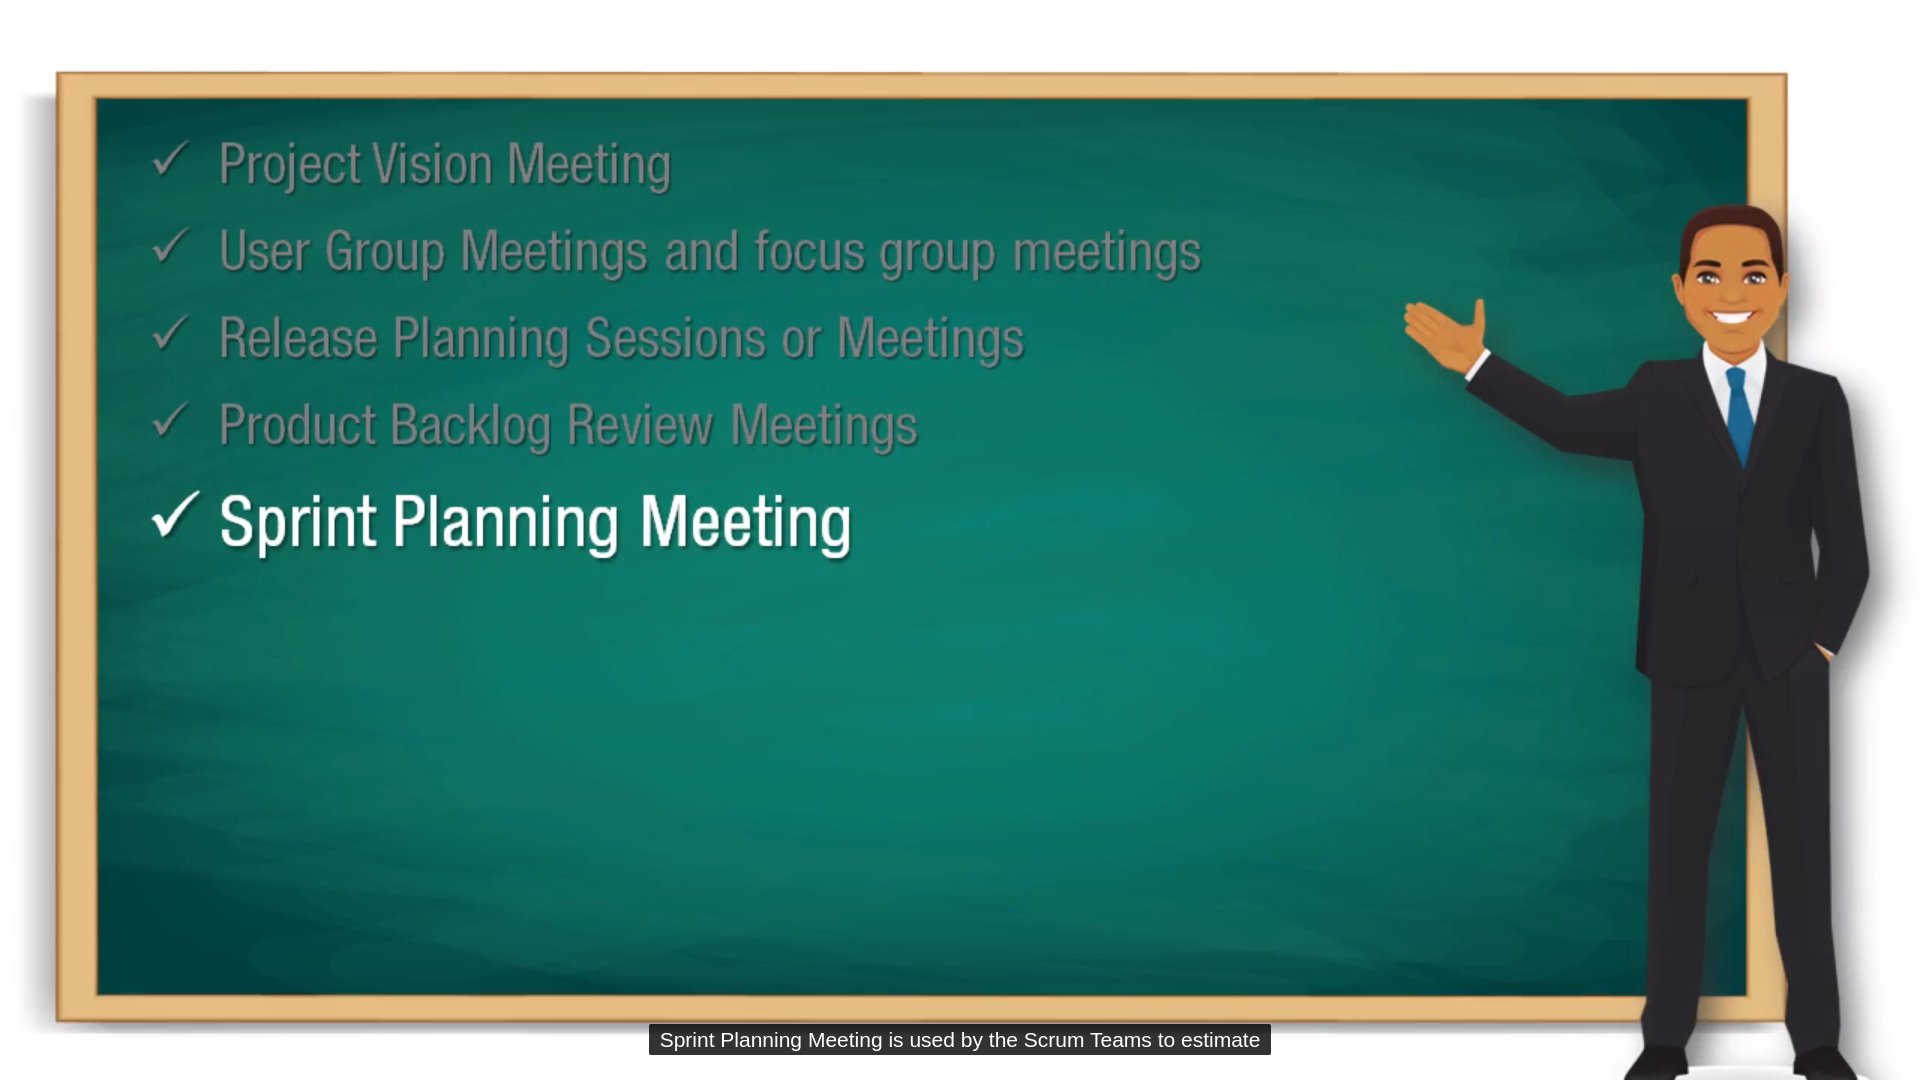 ✓ Project Vision Meeting
✓ User Group Meetings and focus group meetings
✓ Release Planning Sessions or Meetings
✓ Product Backlog Review Meetings
✓ Sprint Planning Meeting
Sprint Planning Meeting is used by the Scrum Teams to estimate